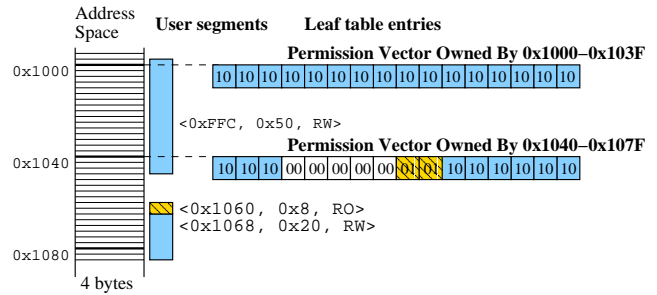 Address Space
User segments
Leaf table entries
Permission Vector Owned By 0x1000−0x103F
0x1000
10 10 10 10 10 10 10 10 10 10 10 10 10 10 10 10
<0xFFC, 0x50, RW>
Permission Vector Owned By 0x1040−0x107F
0x1040
10 10 10 00 00 00 00 00 01 01 10 10 10 10 10 10
<0x1060, 0x8, RO>
<0x1068, 0x20, RW>
0x1080
4 bytes